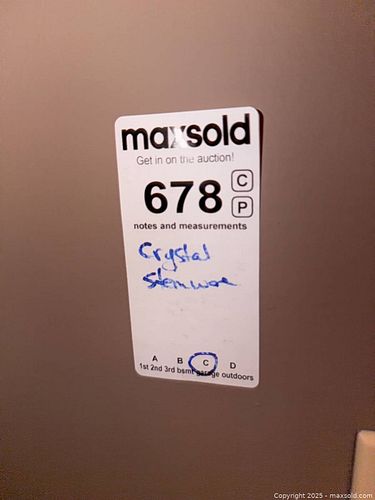 maxsold
Get in on the auction!
678 C
P
notes and measurements
Crystal
stemware
A B C D
1st 2nd 3rd bsmt garage outdoors
Copyright 2025 - maxsold.com